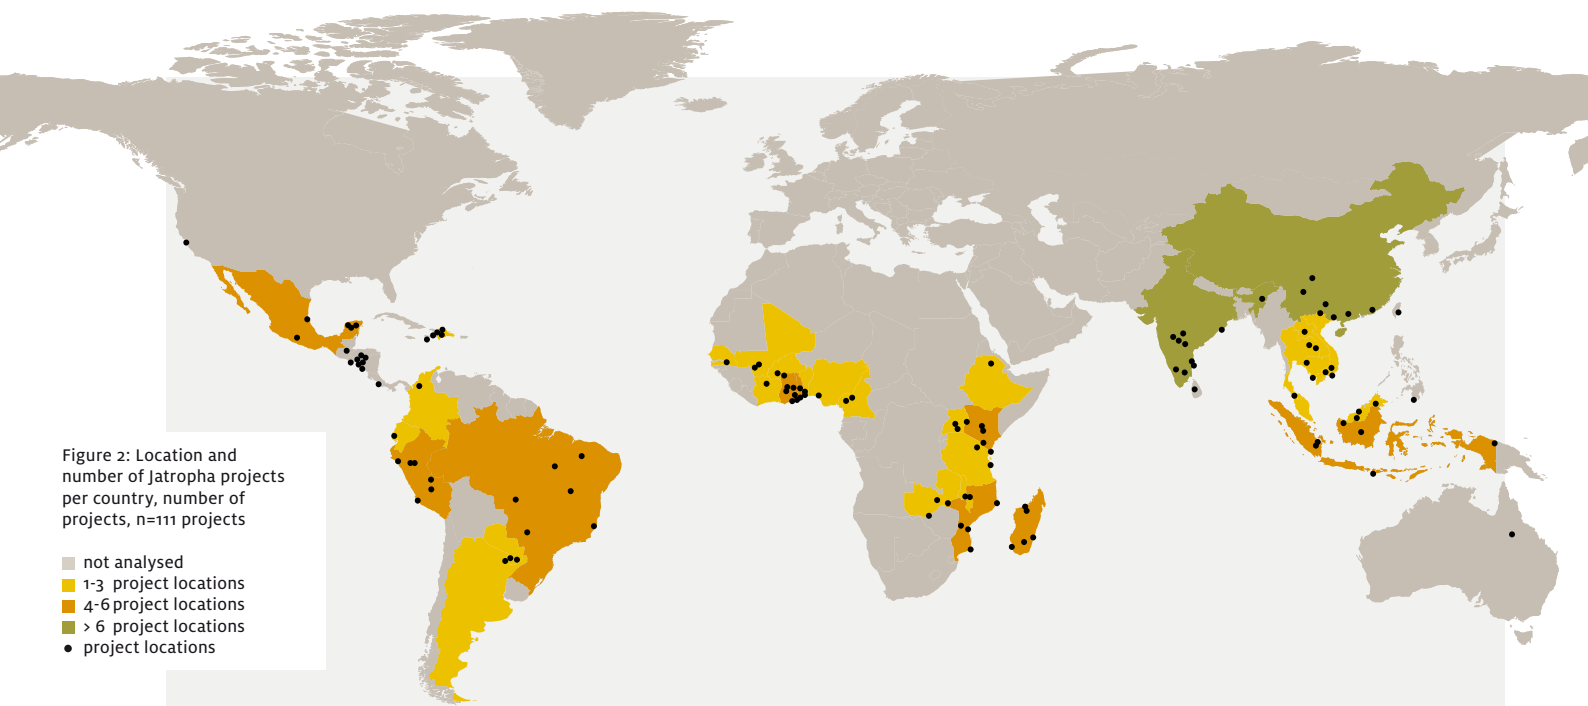 Figure 2: Location and
number of Jatropha projects
per country, number of
projects, n=111 projects
not analysed
1-3 project locations
4-6 project locations
> 6 project locations
project locations